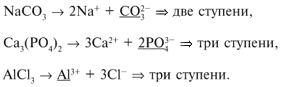 NaCO₃ → 2Na⁺ + CO₃²⁻ ⇒ две ступени,
Ca₃(PO₄)₂ → 3Ca²⁺ + 2PO₄³⁻ ⇒ три ступени,
AlCl₃ → Al³⁺ + 3Cl⁻ ⇒ три ступени.